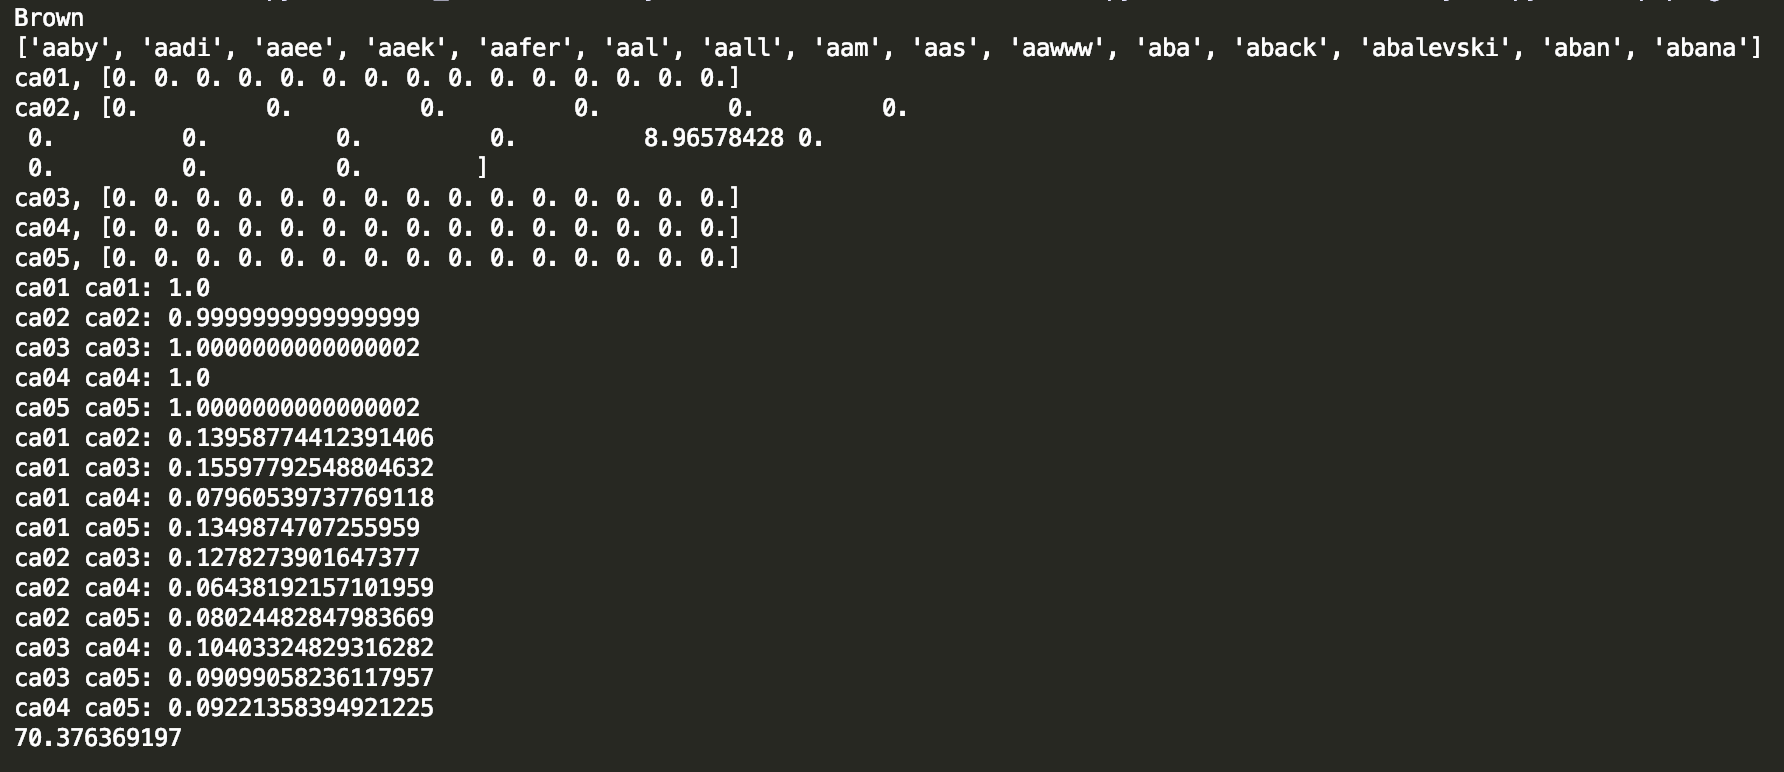 Brown
['aaby', 'aadi', 'aaee', 'aaek', 'aafer', 'aal', 'aall', 'aam', 'aas', 'aawww', 'aba', 'aback', 'abalevski', 'aban', 'abana']
ca01, [0. 0. 0. 0. 0. 0. 0. 0. 0. 0. 0. 0. 0. 0. 0.]
ca02, [0.         0.         0.         0.         0.         0.
 0.         0.         0.         0.         8.96578428 0.
 0.         0.         0.        ]
ca03, [0. 0. 0. 0. 0. 0. 0. 0. 0. 0. 0. 0. 0. 0. 0.]
ca04, [0. 0. 0. 0. 0. 0. 0. 0. 0. 0. 0. 0. 0. 0. 0.]
ca05, [0. 0. 0. 0. 0. 0. 0. 0. 0. 0. 0. 0. 0. 0. 0.]
ca01 ca01: 1.0
ca02 ca02: 0.9999999999999999
ca03 ca03: 1.0000000000000002
ca04 ca04: 1.0
ca05 ca05: 1.0000000000000002
ca01 ca02: 0.13958774412391406
ca01 ca03: 0.15597792548804632
ca01 ca04: 0.07960539737769118
ca01 ca05: 0.1349874707255959
ca02 ca03: 0.1278273901647377
ca02 ca04: 0.06438192157101959
ca02 ca05: 0.08024482847983669
ca03 ca04: 0.10403324829316282
ca03 ca05: 0.09099058236117957
ca04 ca05: 0.09221358394921225
70.376369197